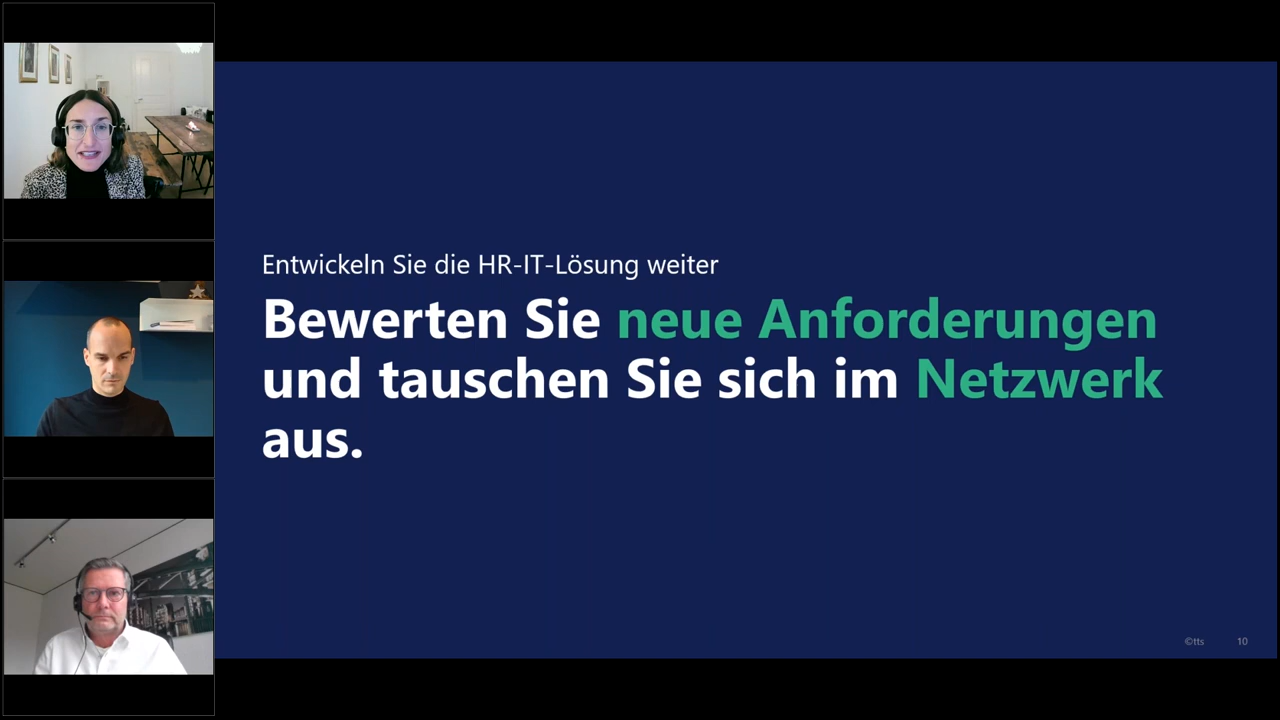 Entwickeln Sie die HR-IT-Lösung weiter
Bewerten Sie neue Anforderungen
und tauschen Sie sich im Netzwerk
aus.
©tts 10